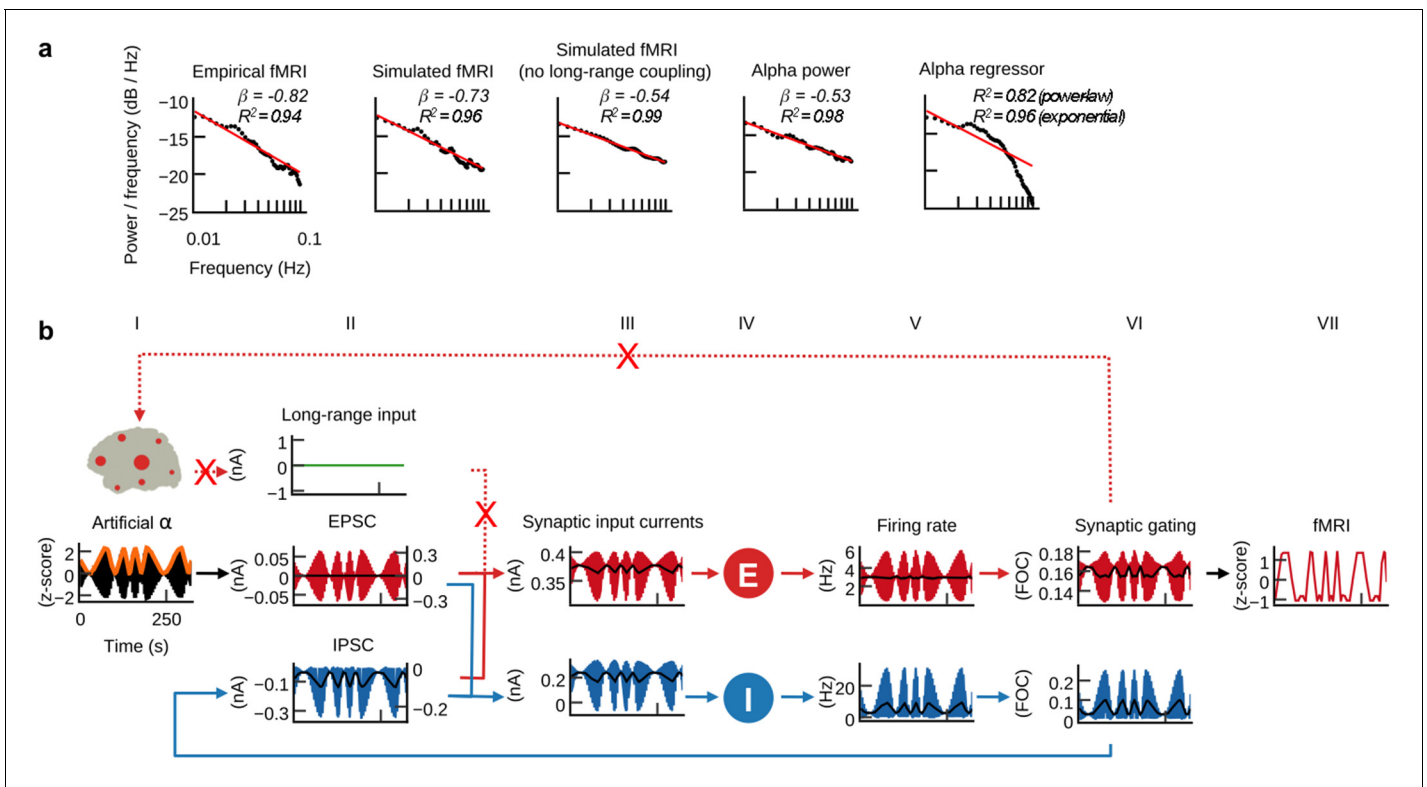 a
Power / frequency (dB / Hz)
Empirical fMRI
β = -0.82
R² = 0.94
−10
−15
−20
−25
0.01 0.1
Frequency (Hz)
Simulated fMRI
β = -0.73
R² = 0.96
Simulated fMRI
(no long-range coupling)
β = -0.54
R² = 0.99
Alpha power
β = -0.53
R² = 0.98
Alpha regressor
R² = 0.82 (power-law)
R² = 0.96 (exponential)
b
I II III IV V VI VII
X
Long-range input
X
(nA)
1
0
−1
X
Artificial α
(z-score)
2
0
−2
0 250
Time (s)
EPSC
0.05
0
−0.05
0.3
0
−0.3
Synaptic input currents
(nA)
0.4
0.35
E
Firing rate
(Hz)
6
4
2
Synaptic gating
(FOC)
0.18
0.16
0.14
fMRI
(z-score)
1
0
−1
IPSC
(nA)
−0.1
−0.3
0
−0.2
(nA)
0.2
0
I
(Hz)
20
0
(FOC)
0.2
0.1
0